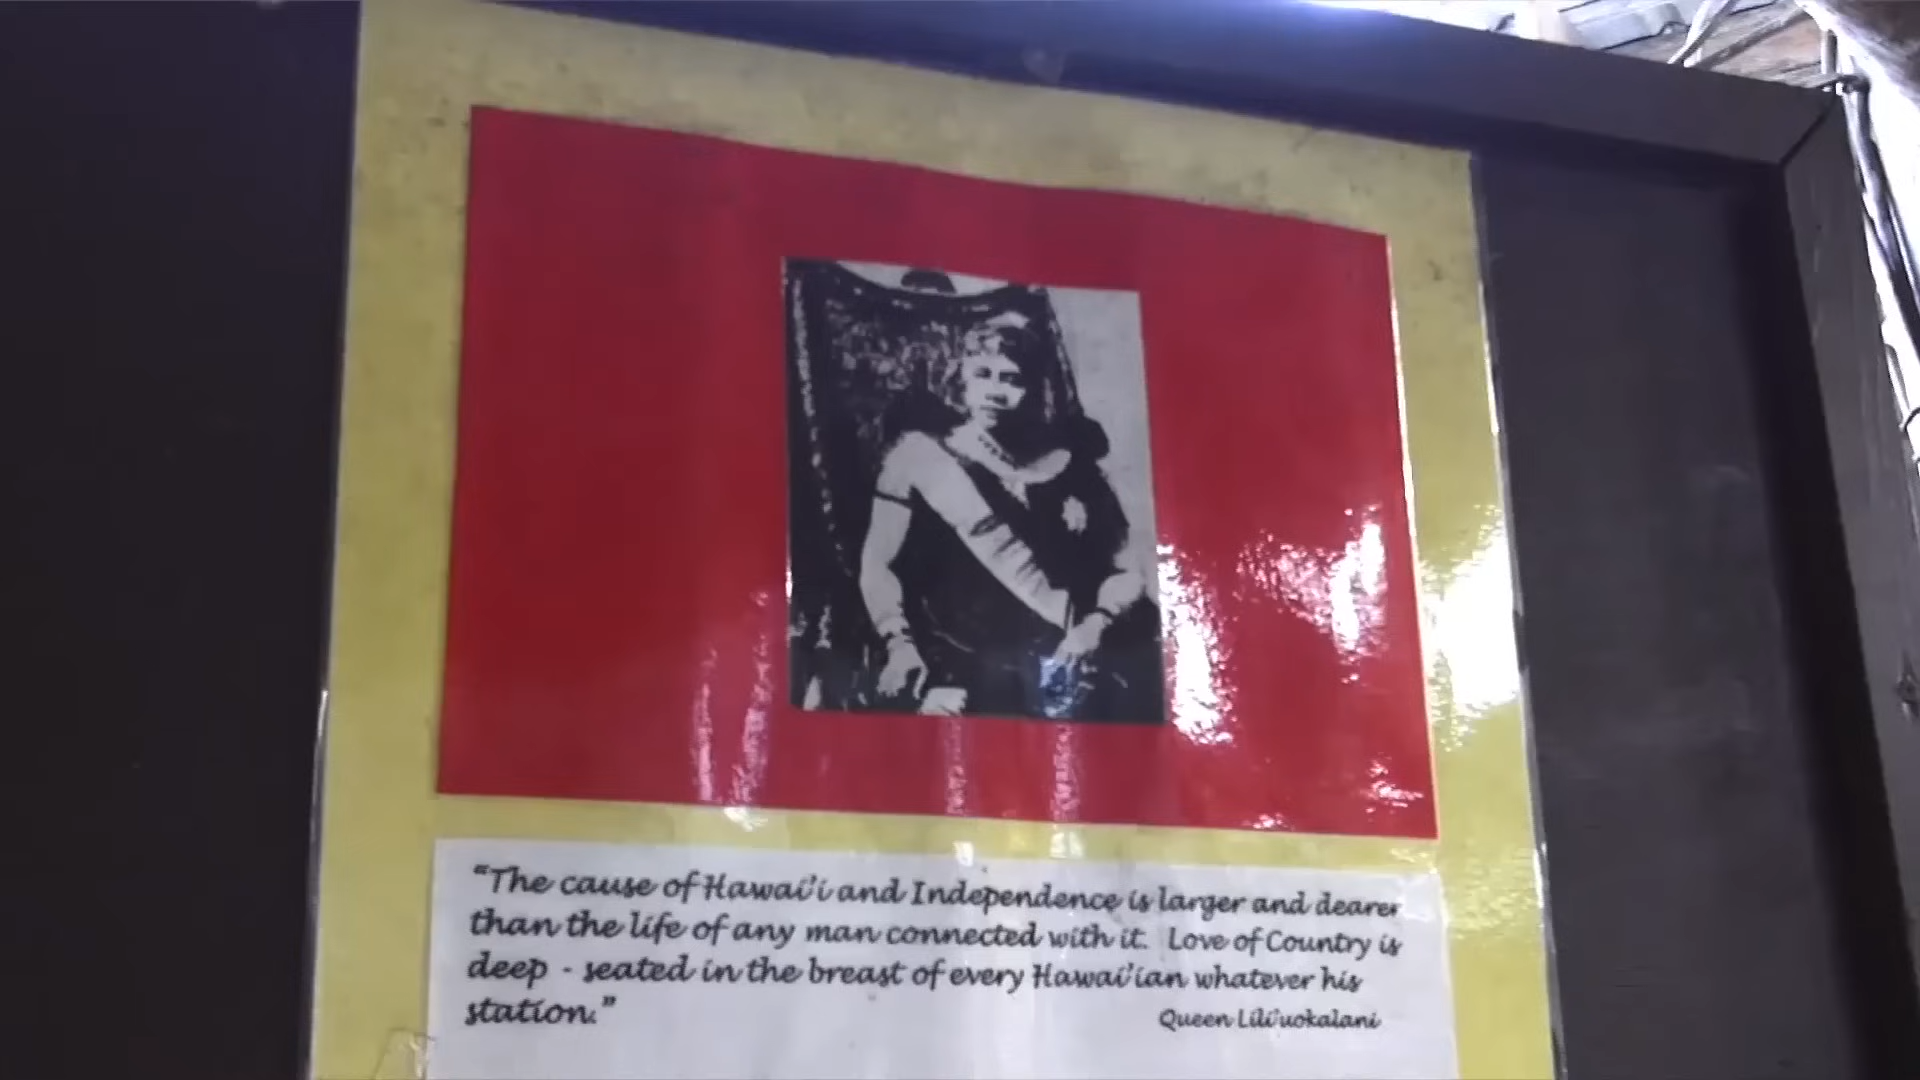 “The cause of Hawai'i and Independence is larger and dearer
than the life of any man connected with it. Love of Country is
deep - seated in the breast of every Hawai'ian whatever his
station.”
Queen Lili'uokalani